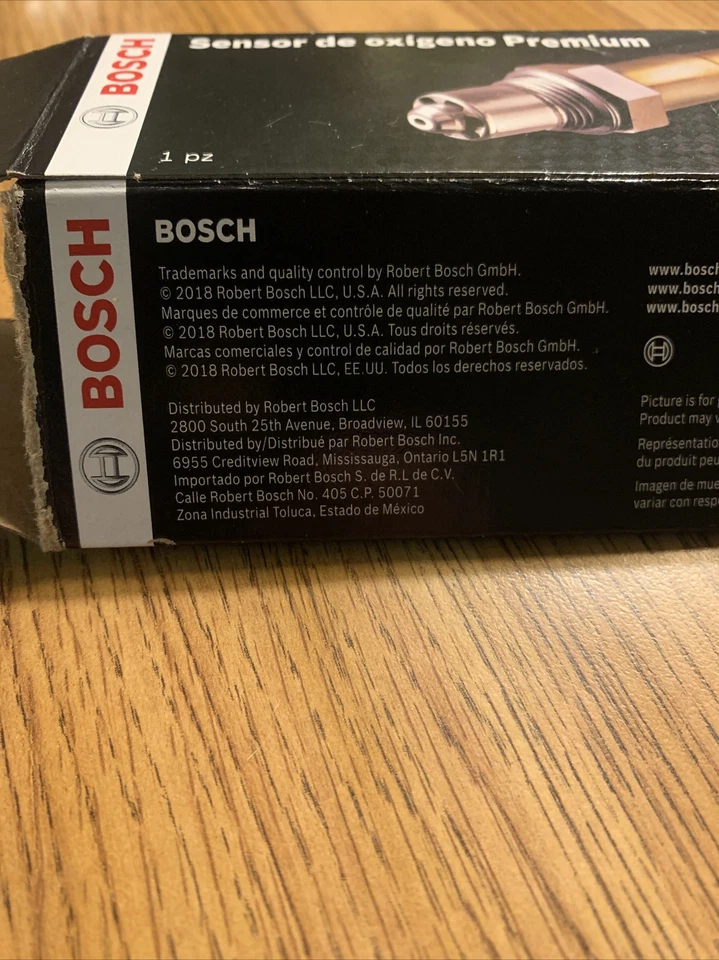 BOSCH
Sensor de oxígeno Premium
1 pz
BOSCH
BOSCH
Trademarks and quality control by Robert Bosch GmbH.
© 2018 Robert Bosch LLC, U.S.A. All rights reserved.
Marques de commerce et contrôle de qualité par Robert Bosch GmbH.
© 2018 Robert Bosch LLC, U.S.A. Tous droits réservés.
Marcas comerciales y control de calidad por Robert Bosch GmbH.
© 2018 Robert Bosch LLC, EE.UU. Todos los derechos reservados.
Distributed by Robert Bosch LLC
2800 South 25th Avenue, Broadview, IL 60155
Distributed by/Distribué par Robert Bosch Inc.
6955 Creditview Road, Mississauga, Ontario L5N 1R1
Importado por Robert Bosch S. de R.L de C.V.
Calle Robert Bosch No. 405 C.P. 50071
Zona Industrial Toluca, Estado de México
www.bosch
www.bosch
www.bosch
Picture is for
Product may
Représentatio
du produit peu
Imagen de mue
variar con resp